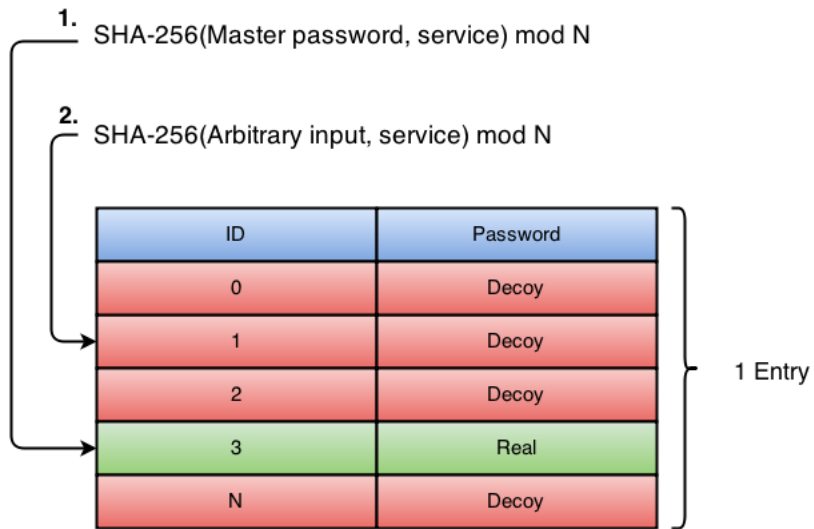 1.
SHA-256(Master password, service) mod N
2.
SHA-256(Arbitrary input, service) mod N
ID Password
0 Decoy
1 Decoy
2 Decoy
3 Real
N Decoy
1 Entry